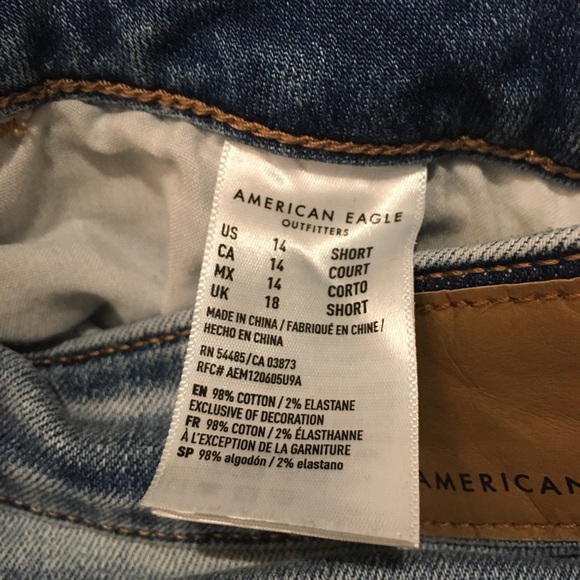 AMERICAN EAGLE
OUTFITTERS
US 14 SHORT
CA 14 COURT
MX 14 CORTO
UK 18 SHORT
MADE IN CHINA / FABRIQUÉ EN CHINE /
HECHO EN CHINA
RN 54485/CA 03873
RFC# AEM120605U9A
EN 98% COTTON / 2% ELASTANE
EXCLUSIVE OF DECORATION
FR 98% COTON / 2% ÉLASTHANNE
À L'EXCEPTION DE LA GARNITURE
SP 98% algodón / 2% elastano
AMERICAN